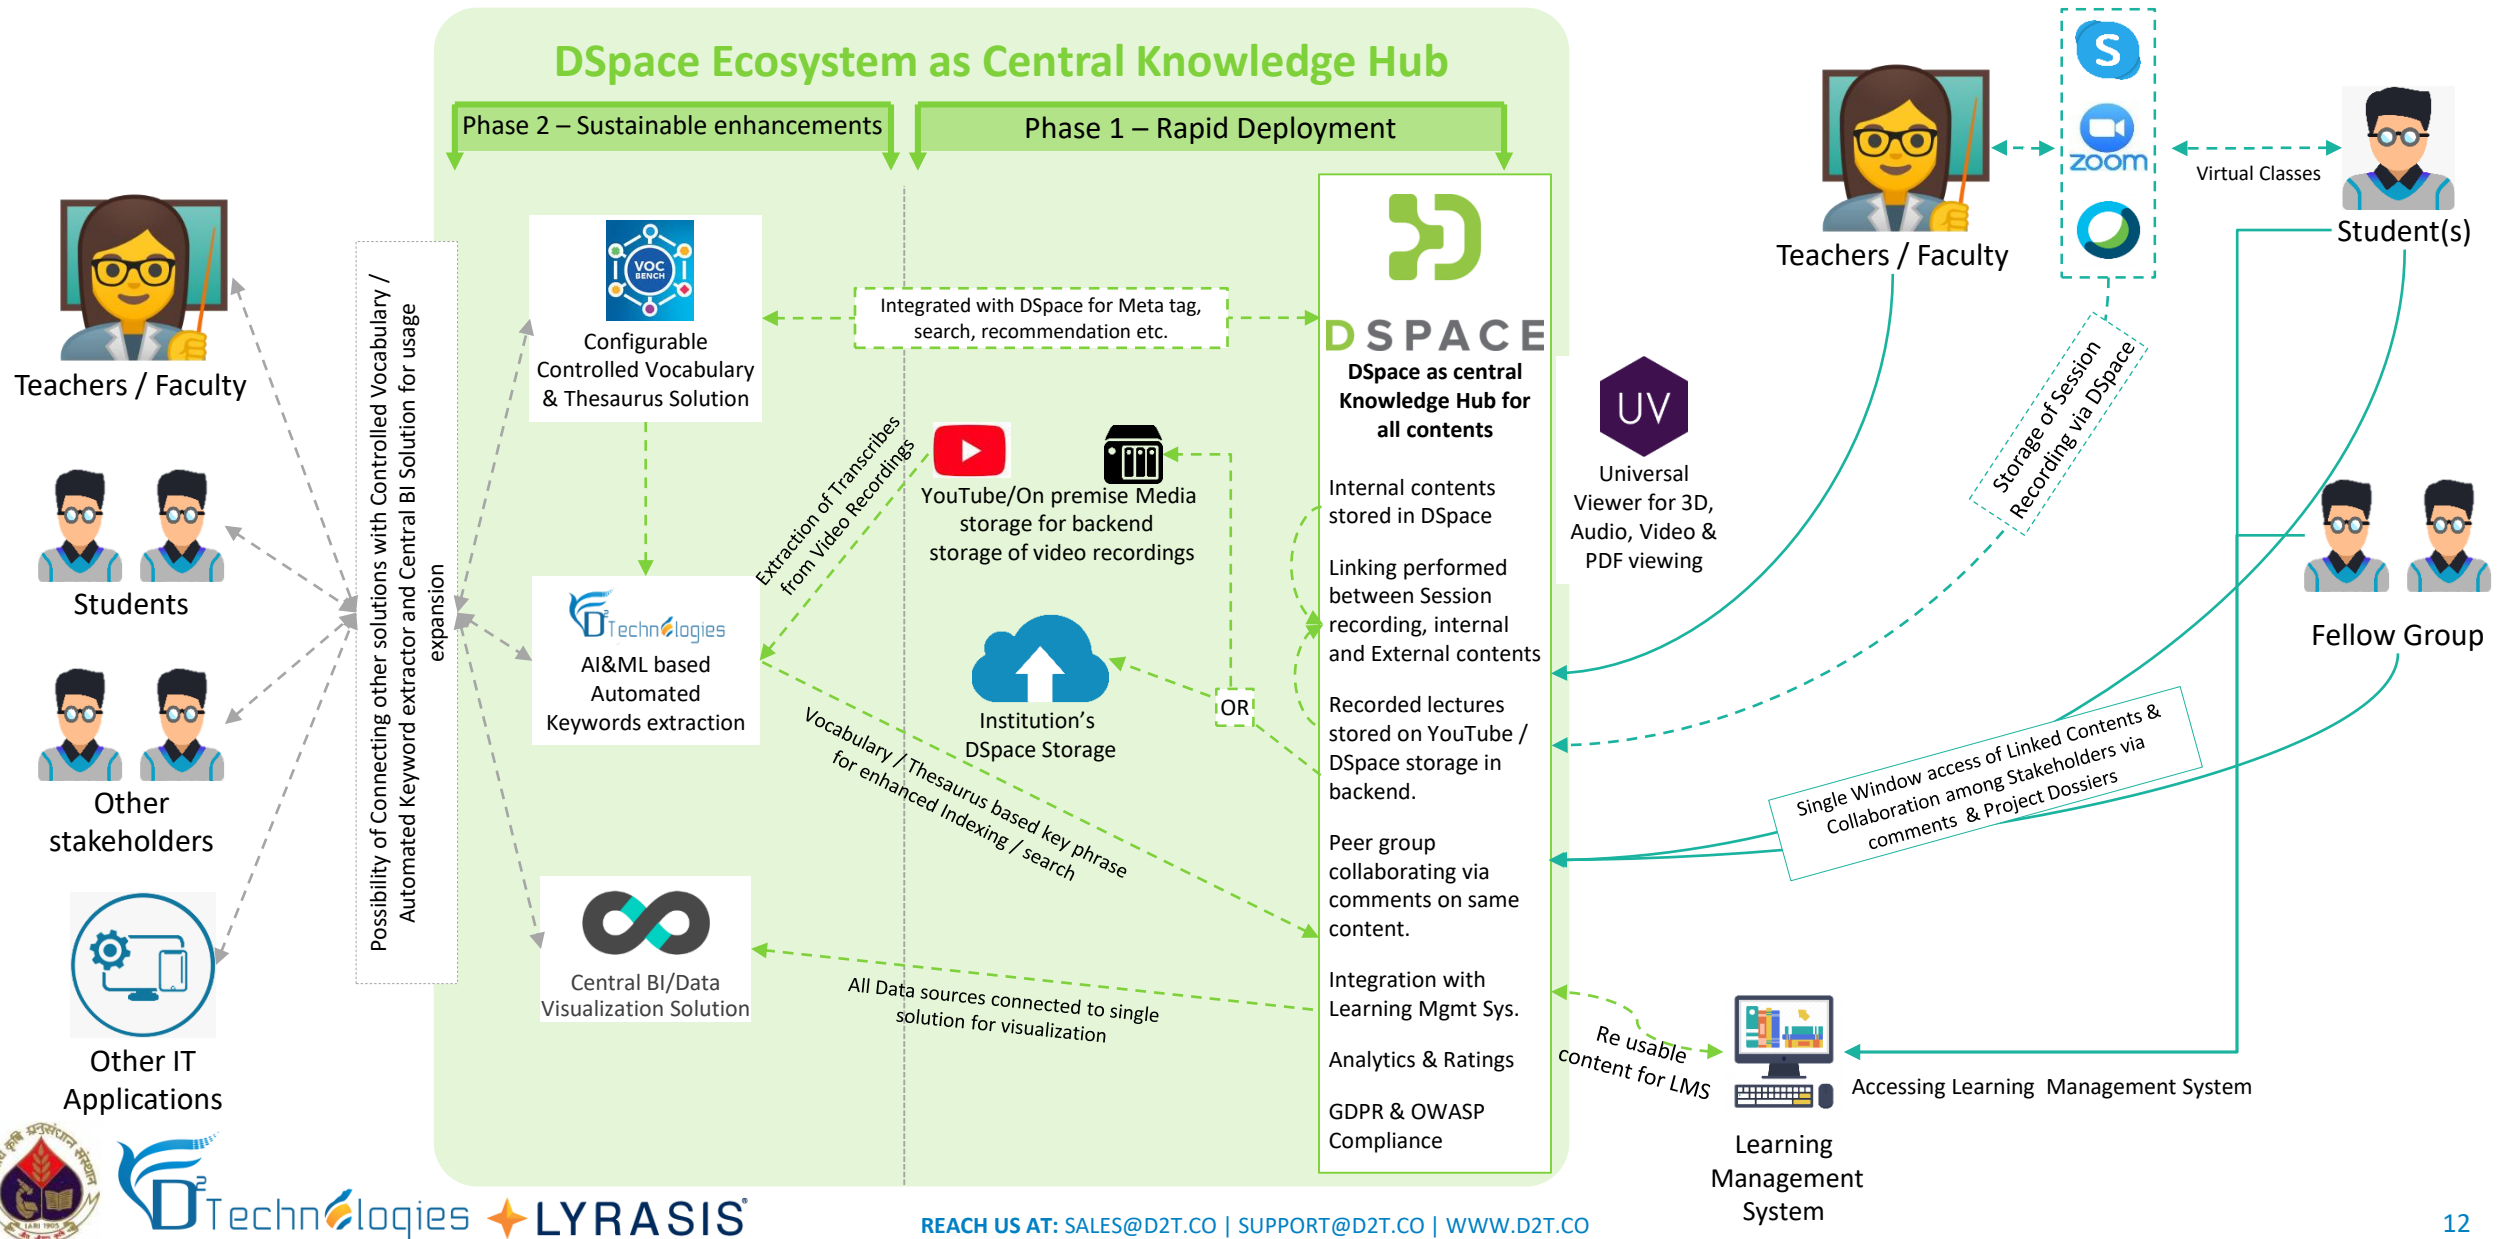 DSpace Ecosystem as Central Knowledge Hub
Phase 2 – Sustainable enhancements
Phase 1 – Rapid Deployment
Teachers / Faculty
Students
Other
stakeholders
Other IT
Applications
Possibility of Connecting other solutions with Controlled Vocabulary /
Automated Keyword extractor and Central BI Solution for usage
expansion
VOC
BENCH
Configurable
Controlled Vocabulary
& Thesaurus Solution
D2Technologies
AI&ML based
Automated
Keywords extraction
Central BI/Data
Visualization Solution
Integrated with DSpace for Meta tag,
search, recommendation etc.
Extraction of Transcribes
from Video Recordings
YouTube/On premise Media
storage for backend
storage of video recordings
Institution’s
DSpace Storage
OR
Vocabulary / Thesaurus based key phrase
for enhanced Indexing / search
All Data sources connected to single
solution for visualization
DSPACE
DSpace as central
Knowledge Hub for
all contents
Internal contents
stored in DSpace
Linking performed
between Session
recording, internal
and External contents
Recorded lectures
stored on YouTube /
DSpace storage in
backend.
Peer group
collaborating via
comments on same
content.
Integration with
Learning Mgmt Sys.
Analytics & Ratings
GDPR & OWASP
Compliance
UV
Universal
Viewer for 3D,
Audio, Video &
PDF viewing
Teachers / Faculty
S
zoom
Virtual Classes
Student(s)
Storage of Session
Recording via DSpace
Fellow Group
Single Window access of Linked Contents &
Collaboration among Stakeholders via
comments & Project Dossiers
Re usable
content for LMS
Accessing Learning Management System
Learning
Management
System
IARI 1905
D2Technologies
LYRASIS
REACH US AT: SALES@D2T.CO | SUPPORT@D2T.CO | WWW.D2T.CO
12